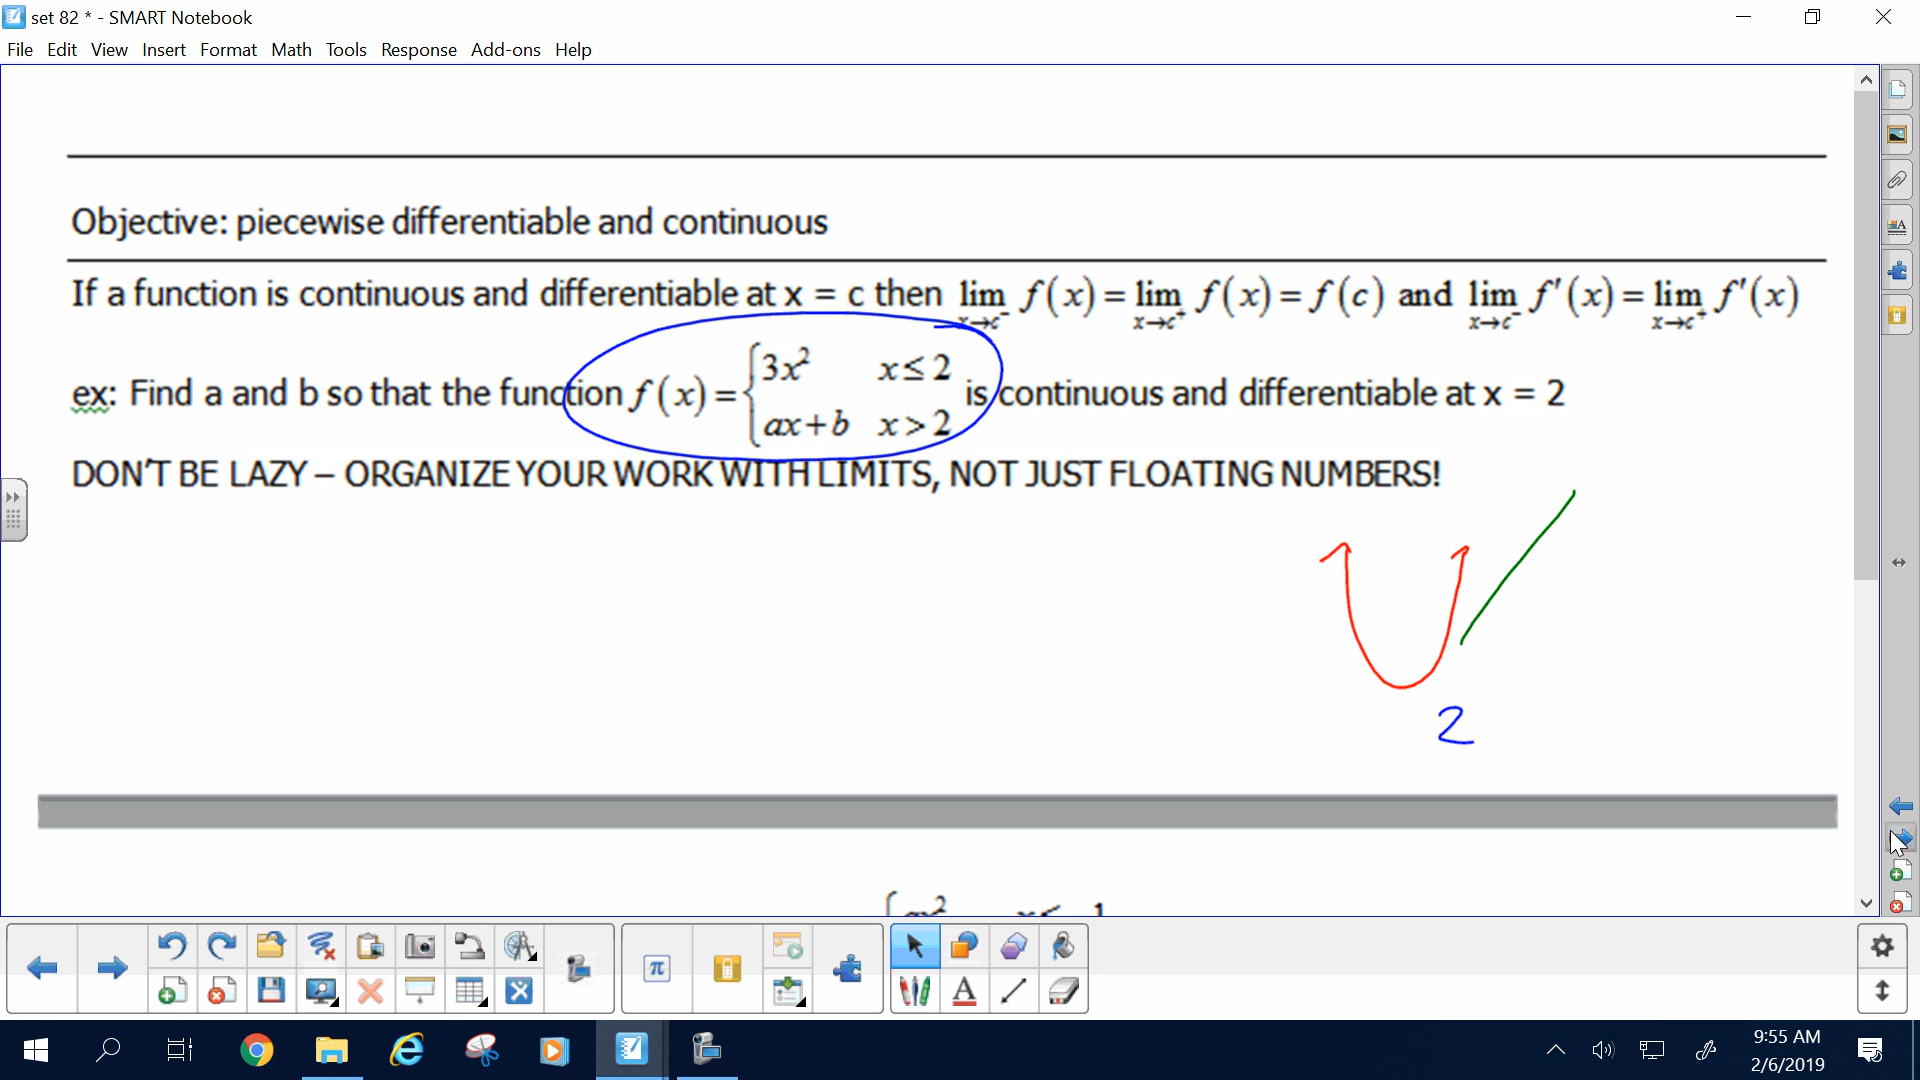 set 82 * - SMART Notebook
File Edit View Insert Format Math Tools Response Add-ons Help
Objective: piecewise differentiable and continuous
If a function is continuous and differentiable at x = c then lim x→c⁻ f(x) = lim x→c⁺ f(x) = f(c) and lim x→c⁻ f'(x) = lim x→c⁺ f'(x)
ex: Find a and b so that the function f(x) = { 3x² x ≤ 2
ax + b x > 2 is continuous and differentiable at x = 2
DON'T BE LAZY – ORGANIZE YOUR WORK WITH LIMITS, NOT JUST FLOATING NUMBERS!
2
π
A
9:55 AM
2/6/2019